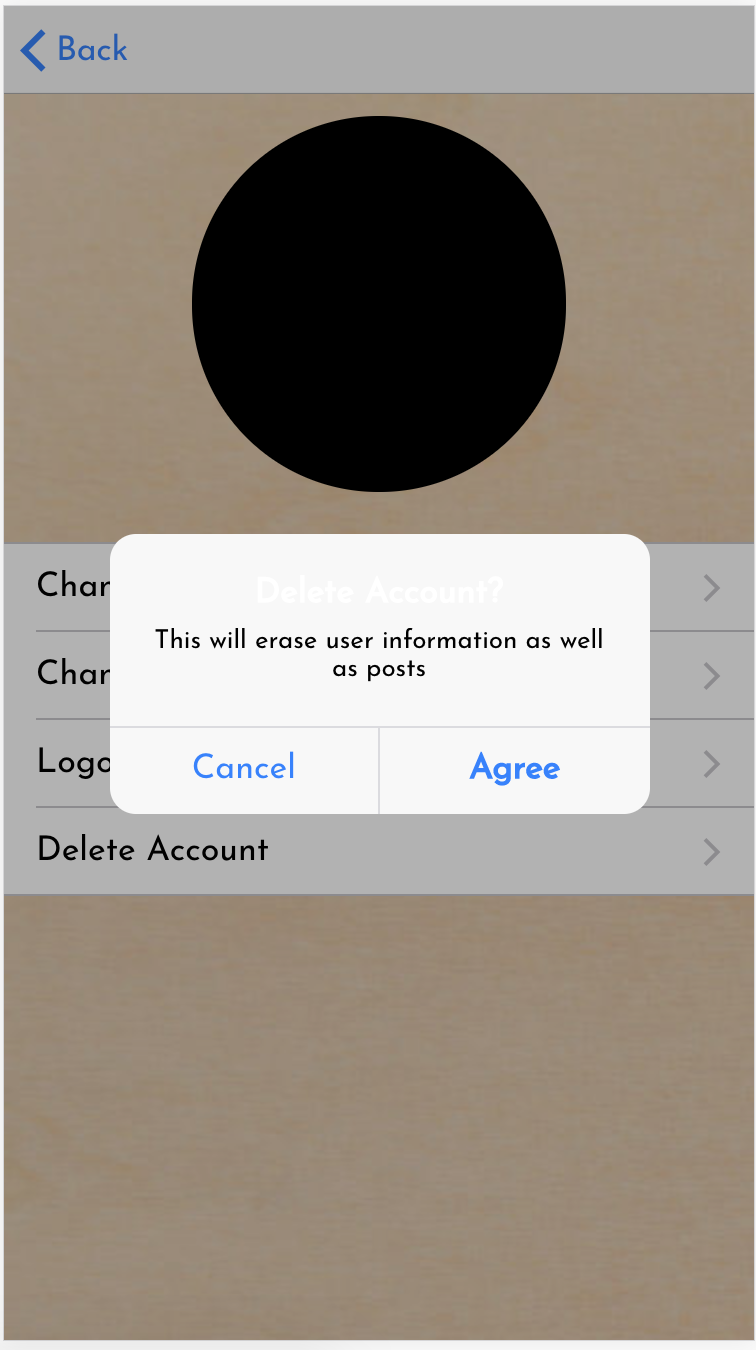 Back
Delete Account?
Char
This will erase user information as well
as posts
Char
Logo
Cancel
Agree
Delete Account